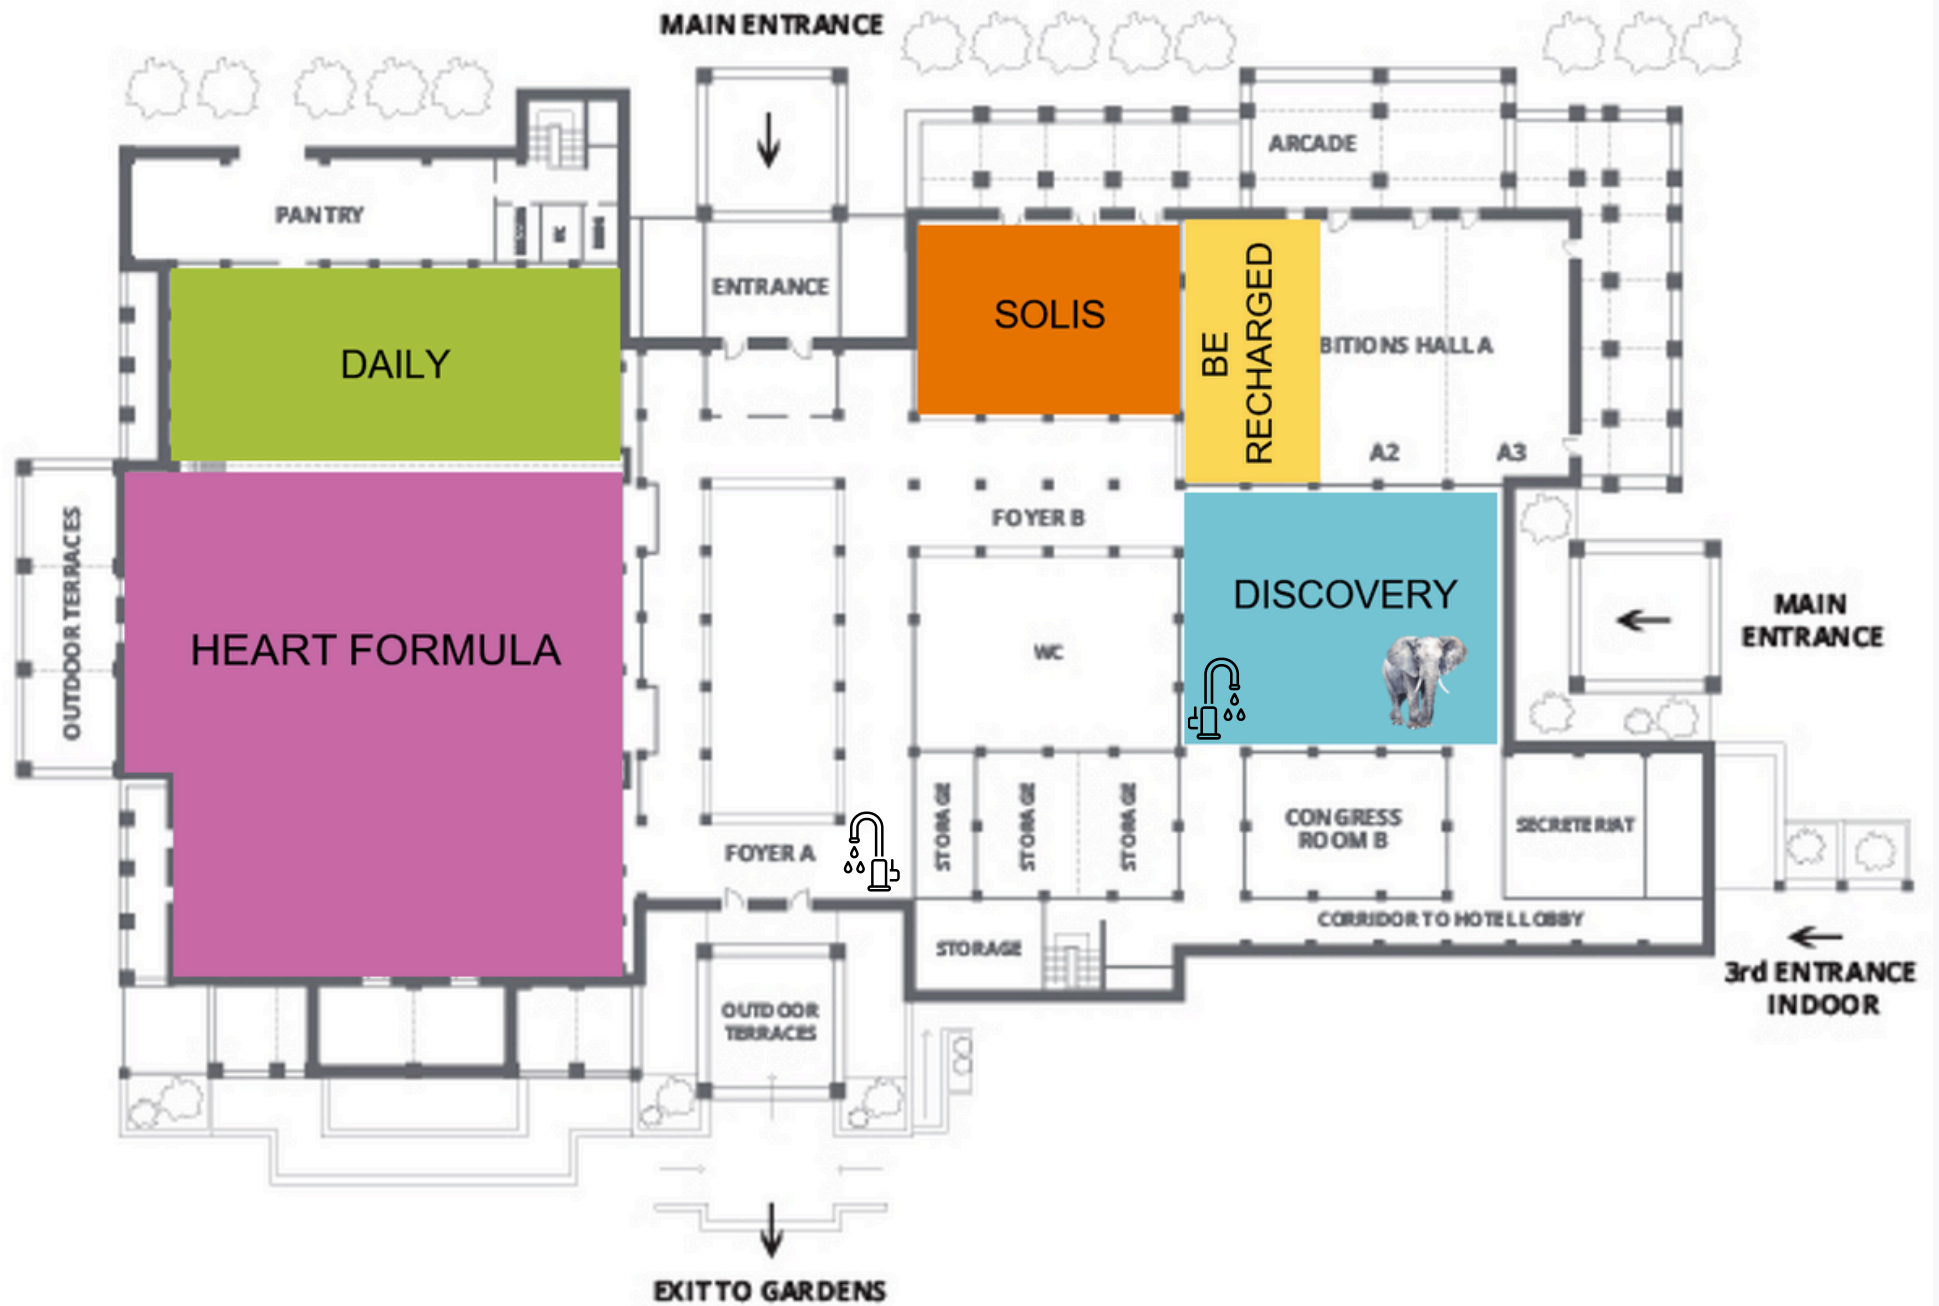 MAIN ENTRANCE
ARCADE
PANTRY
ENTRANCE
SOLIS
BE
RECHARGED
BITIONS HALL A
DAILY
A2
A3
OUTDOOR TERRACES
FOYER B
HEART FORMULA
WC
DISCOVERY
MAIN
ENTRANCE
STORAGE
STORAGE
STORAGE
CONGRESS
ROOM B
SECRETERIAT
FOYER A
CORRIDOR TO HOTEL LOBBY
STORAGE
3rd ENTRANCE
INDOOR
OUTDOOR
TERRACES
EXIT TO GARDENS